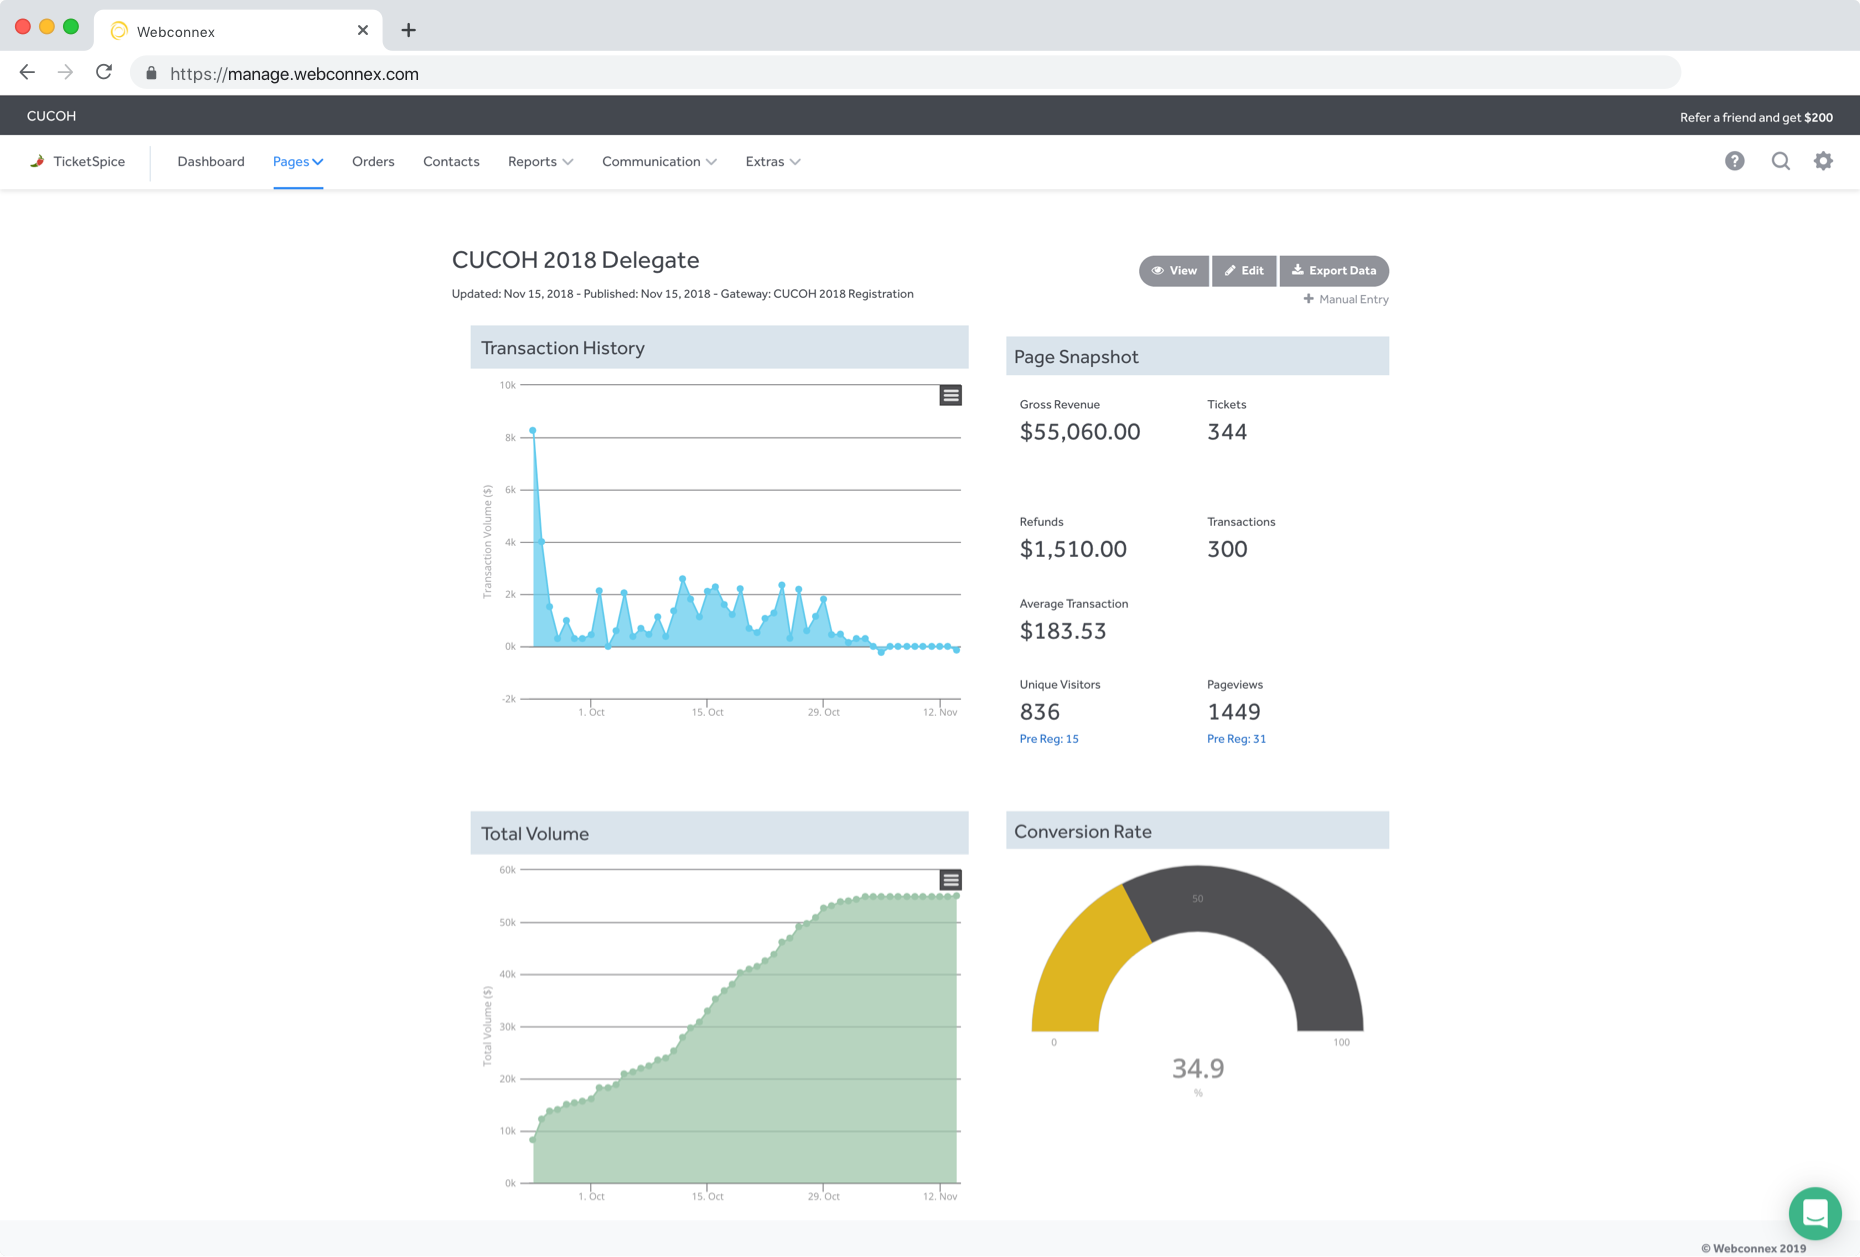 Webconnex
https://manage.webconnex.com
CUCOH
Refer a friend and get $200
TicketSpice
Dashboard
Pages
Orders
Contacts
Reports
Communication
Extras
CUCOH 2018 Delegate
Updated: Nov 15, 2018 - Published: Nov 15, 2018 - Gateway: CUCOH 2018 Registration
View
Edit
Export Data
Manual Entry
Transaction History
Transaction Volume ($)
10k
8k
6k
4k
2k
0k
-2k
1. Oct
15. Oct
29. Oct
12. Nov
Page Snapshot
Gross Revenue
$55,060.00
Tickets
344
Refunds
$1,510.00
Transactions
300
Average Transaction
$183.53
Unique Visitors
836
Pre Reg: 15
Pageviews
1449
Pre Reg: 31
Total Volume
Total Volume ($)
60k
50k
40k
30k
20k
10k
0k
1. Oct
15. Oct
29. Oct
12. Nov
Conversion Rate
50
0
100
34.9
%
© Webconnex 2019